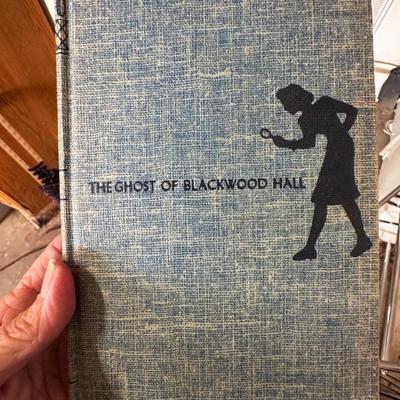 THE GHOST OF BLACKWOOD HALL